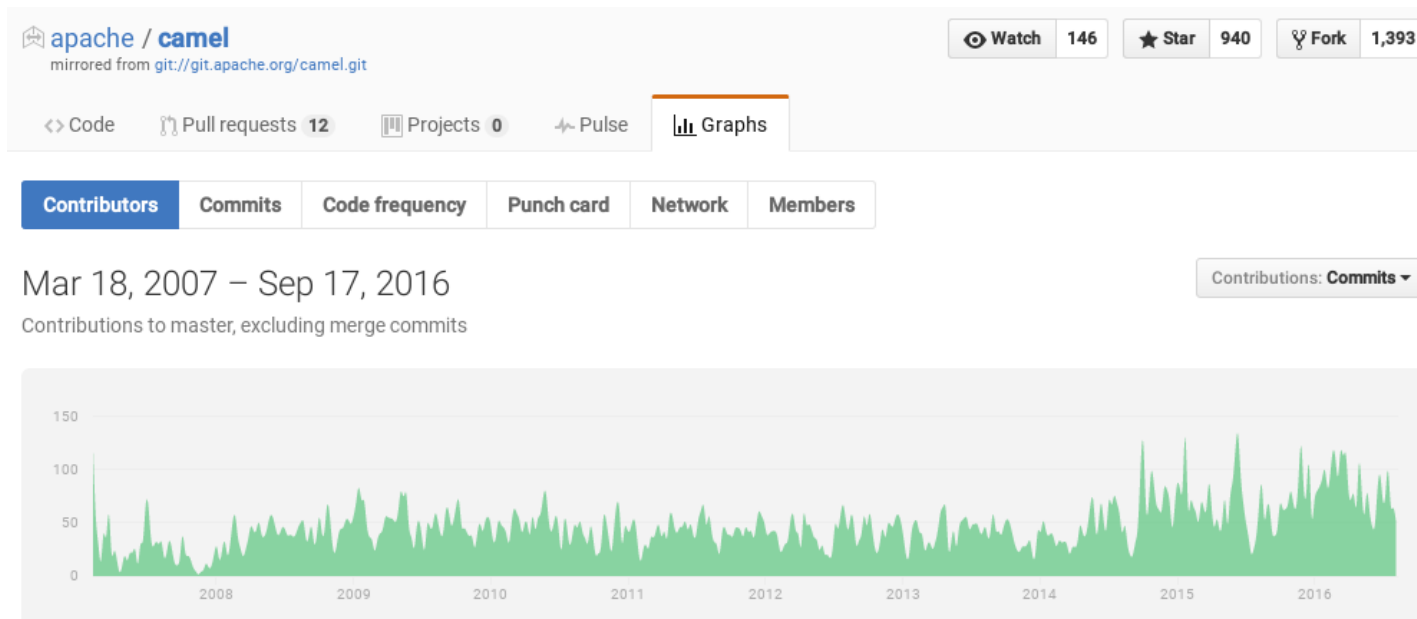 apache / camel
Watch 146 Star 940 Fork 1,393
mirrored from git://git.apache.org/camel.git
Code Pull requests 12 Projects 0 Pulse Graphs
Contributors Commits Code frequency Punch card Network Members
Mar 18, 2007 – Sep 17, 2016
Contributions: Commits
Contributions to master, excluding merge commits
150
100
50
0
2008 2009 2010 2011 2012 2013 2014 2015 2016